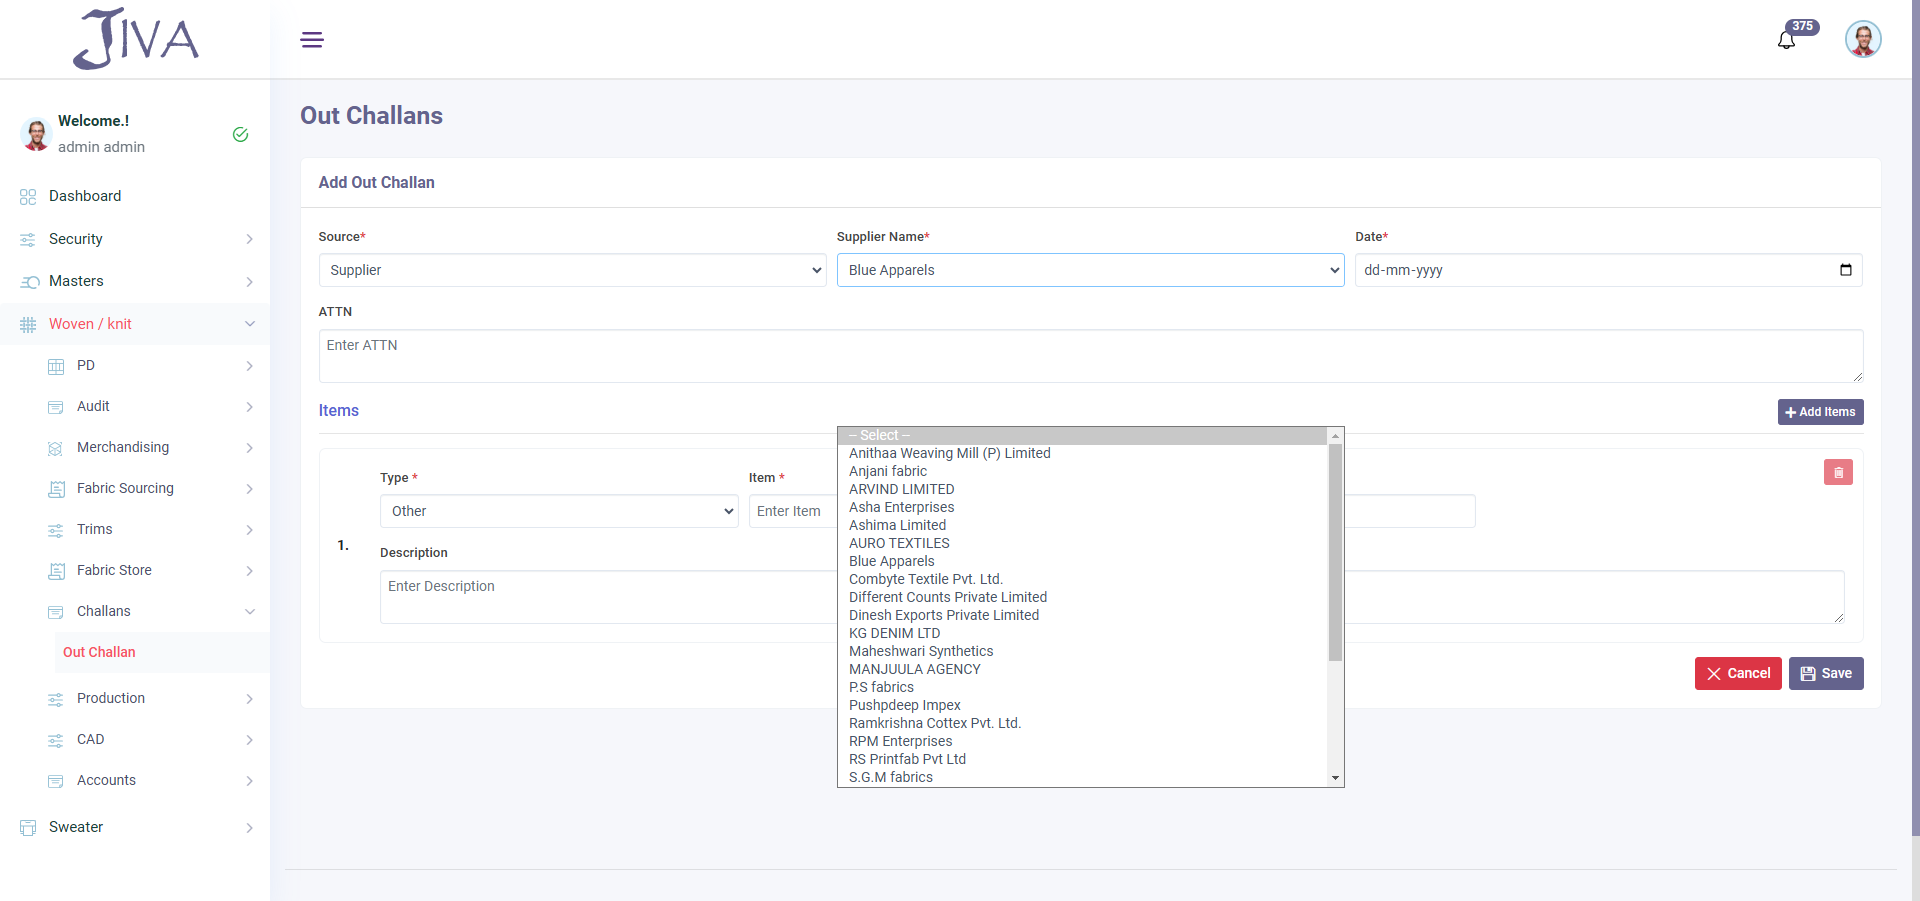 JIVA
375
Welcome.!
admin admin
Dashboard
Security
Masters
Woven / knit
PD
Audit
Merchandising
Fabric Sourcing
Trims
Fabric Store
Challans
Out Challan
Production
CAD
Accounts
Sweater
Out Challans
Add Out Challan
Source*
Supplier Name*
Date*
Supplier
Blue Apparels
dd-mm-yyyy
ATTN
Enter ATTN
Items
Add Items
Type *
Item *
Other
Enter Item
1.
Description
Enter Description
-- Select --
Anithaa Weaving Mill (P) Limited
Anjani fabric
ARVIND LIMITED
Asha Enterprises
Ashima Limited
AURO TEXTILES
Blue Apparels
Combyte Textile Pvt. Ltd.
Different Counts Private Limited
Dinesh Exports Private Limited
KG DENIM LTD
Maheshwari Synthetics
MANJUULA AGENCY
P.S fabrics
Pushpdeep Impex
Ramkrishna Cottex Pvt. Ltd.
RPM Enterprises
RS Printfab Pvt Ltd
S.G.M fabrics
Cancel
Save